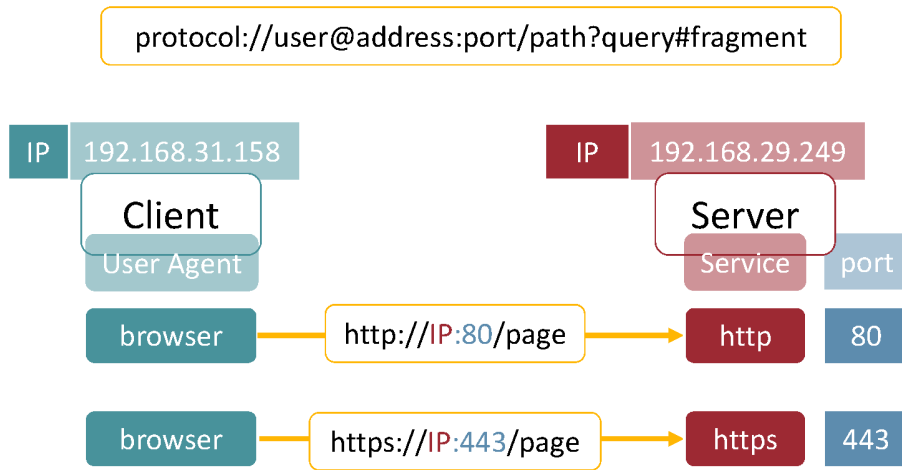 protocol://user@address:port/path?query#fragment
IP 192.168.31.158
IP 192.168.29.249
Client
Server
User Agent
Service
port
browser
http://IP:80/page
http
80
browser
https://IP:443/page
https
443